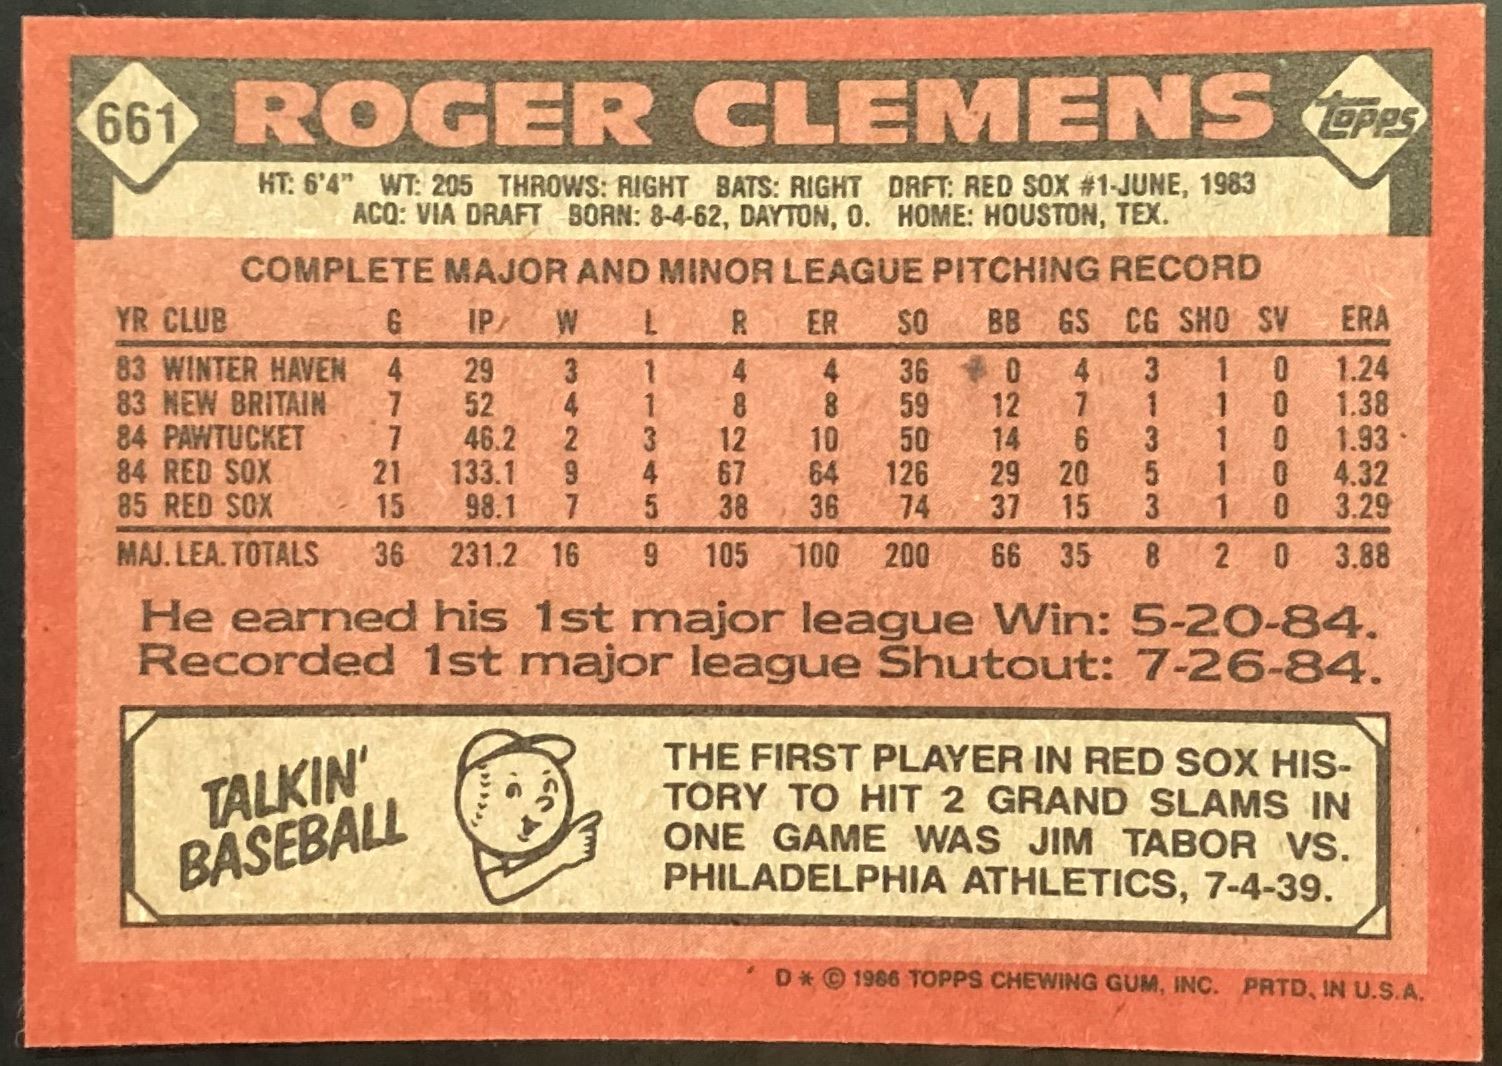 661 ROGER CLEMENS topps
HT: 6'4" WT: 205 THROWS: RIGHT BATS: RIGHT DRFT: RED SOX #1-JUNE, 1983
ACQ: VIA DRAFT BORN: 8-4-62, DAYTON, O. HOME: HOUSTON, TEX.
COMPLETE MAJOR AND MINOR LEAGUE PITCHING RECORD
YR CLUB G IP W L R ER SO BB GS CG SHO SV ERA
83 WINTER HAVEN 4 29 3 1 4 4 36 0 4 3 1 0 1.24
83 NEW BRITAIN 7 52 4 1 8 8 59 12 7 1 1 0 1.38
84 PAWTUCKET 7 46.2 2 3 12 10 50 14 6 3 1 0 1.93
84 RED SOX 21 133.1 9 4 67 64 126 29 20 5 1 0 4.32
85 RED SOX 15 98.1 7 5 38 36 74 37 15 3 1 0 3.29
MAJ. LEA. TOTALS 36 231.2 16 9 105 100 200 66 35 8 2 0 3.88
He earned his 1st major league Win: 5-20-84.
Recorded 1st major league Shutout: 7-26-84.
TALKIN'
BASEBALL
THE FIRST PLAYER IN RED SOX HIS-
TORY TO HIT 2 GRAND SLAMS IN
ONE GAME WAS JIM TABOR VS.
PHILADELPHIA ATHLETICS, 7-4-39.
D * © 1986 TOPPS CHEWING GUM, INC. PRTD. IN U.S.A.